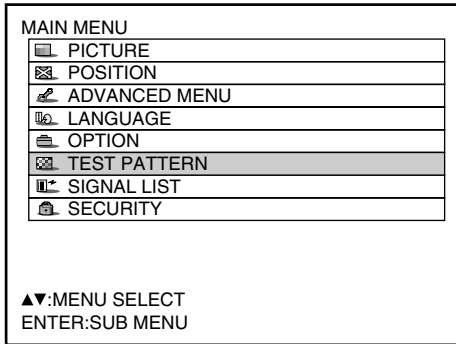 MAIN MENU
PICTURE
POSITION
ADVANCED MENU
LANGUAGE
OPTION
TEST PATTERN
SIGNAL LIST
SECURITY
▲▼:MENU SELECT
ENTER:SUB MENU